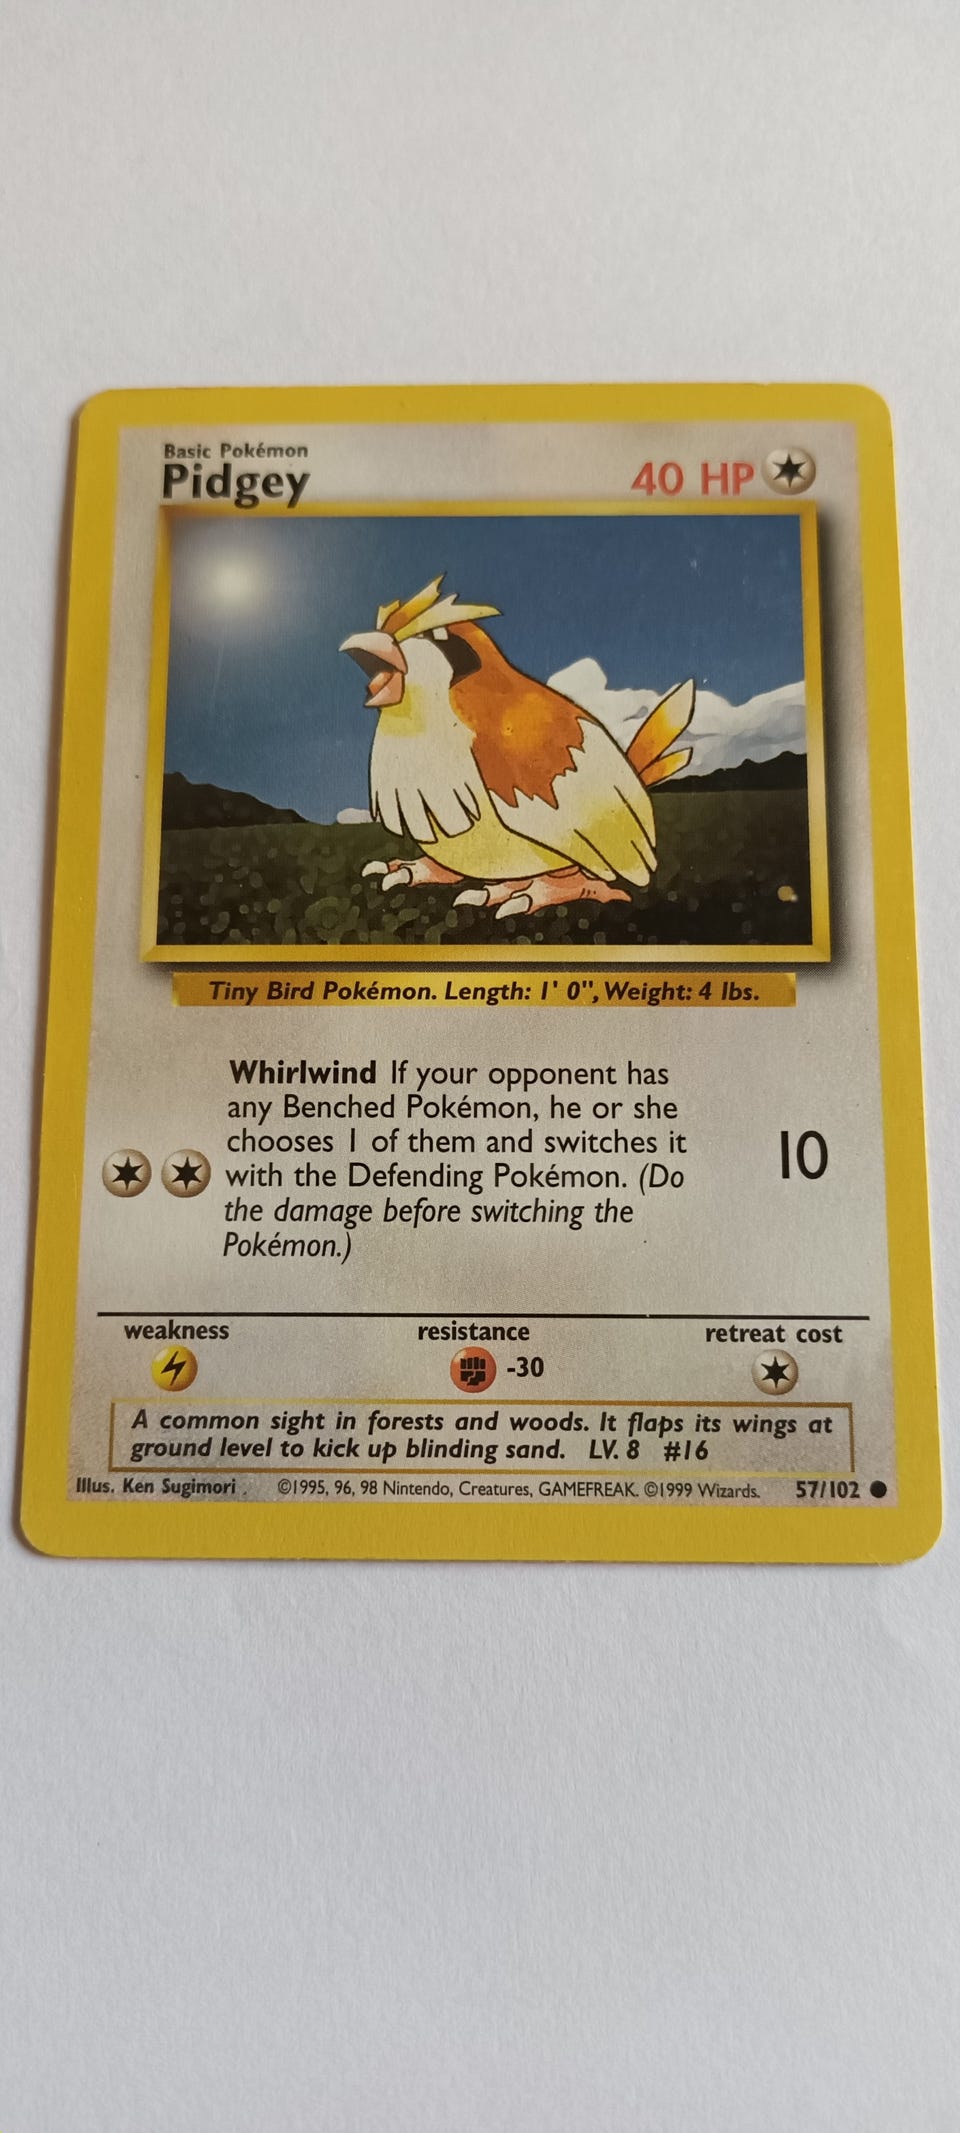 Basic Pokémon
Pidgey
40 HP
Tiny Bird Pokémon. Length: 1' 0", Weight: 4 lbs.
Whirlwind If your opponent has
any Benched Pokémon, he or she
chooses 1 of them and switches it
with the Defending Pokémon. (Do
the damage before switching the
Pokémon.)
10
weakness
resistance
retreat cost
-30
A common sight in forests and woods. It flaps its wings at
ground level to kick up blinding sand. LV. 8 #16
Illus. Ken Sugimori ©1995, 96, 98 Nintendo, Creatures, GAMEFREAK. ©1999 Wizards. 57/102